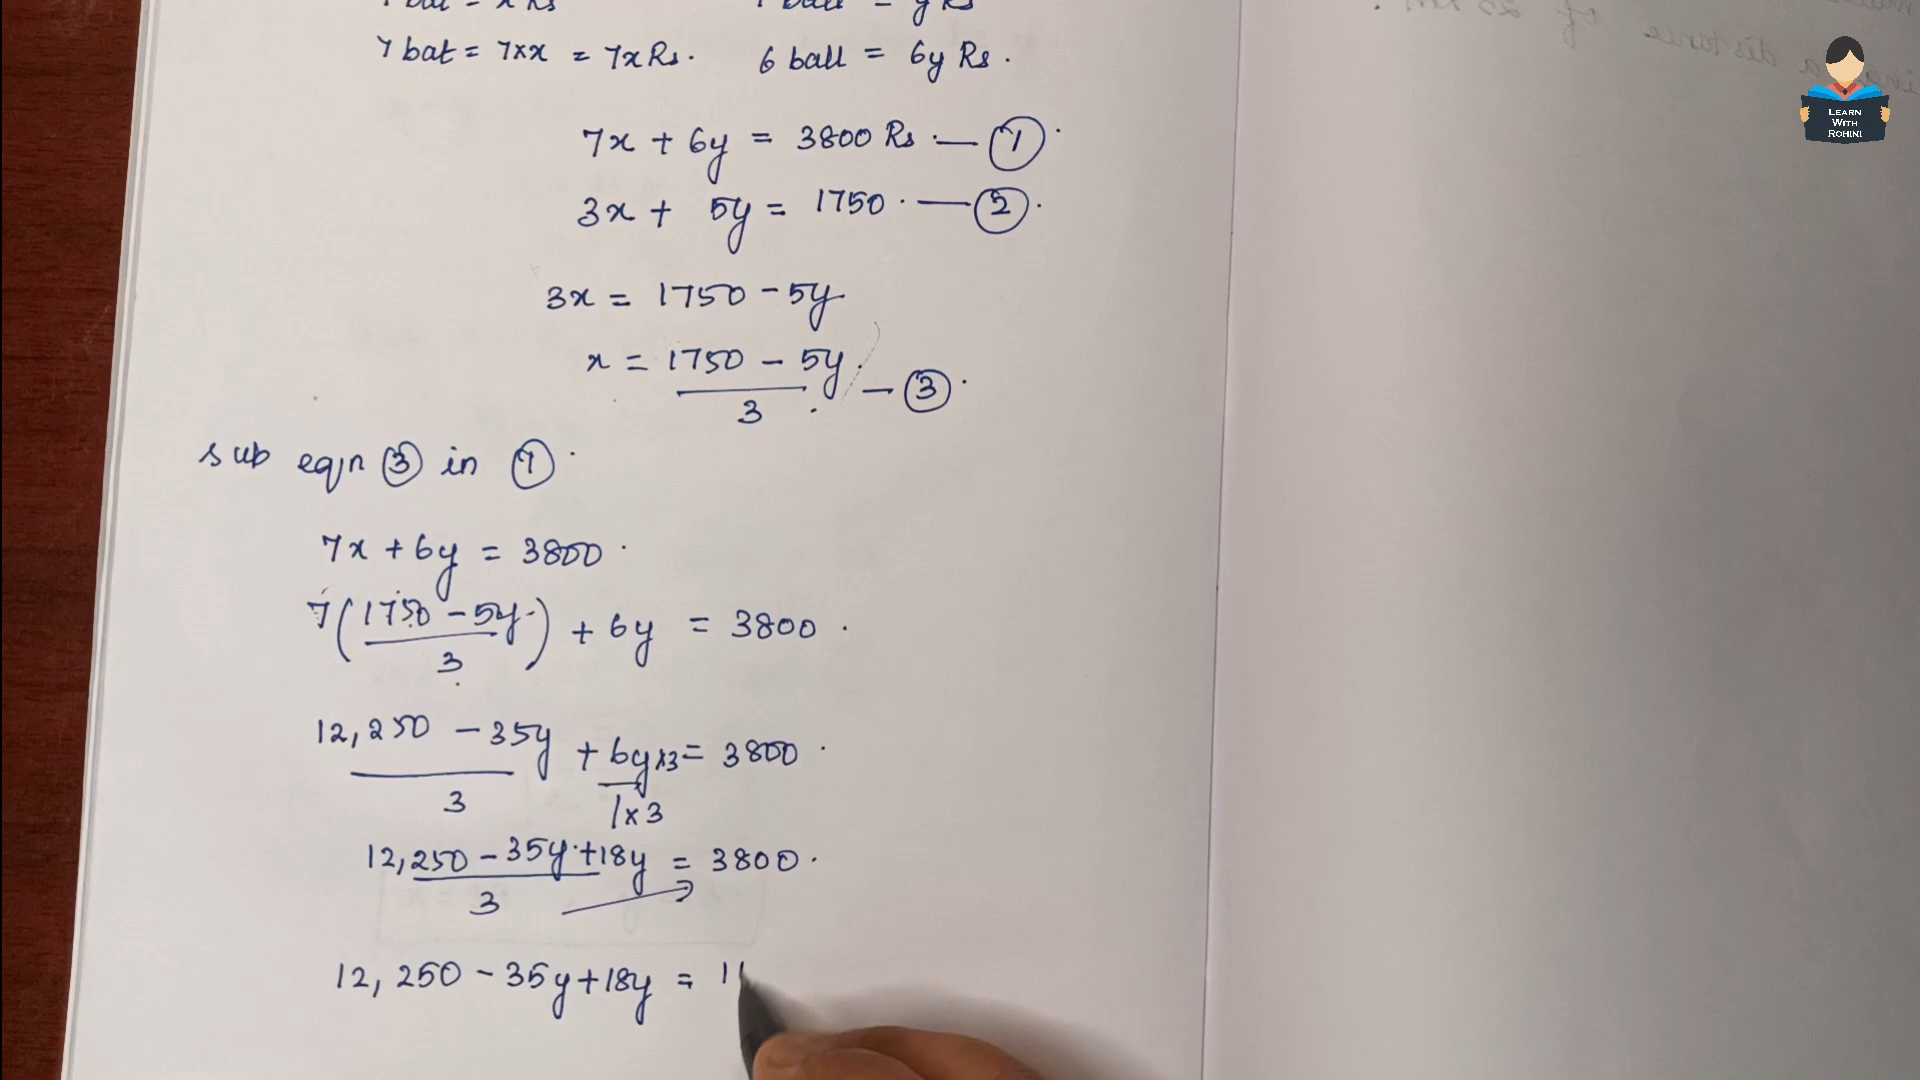 7 bat = 7×x = 7x Rs. 6 ball = 6y Rs.
7x + 6y = 3800 Rs. — ①
3x + 5y = 1750. — ②.
3x = 1750 - 5y
x = 1750 - 5y — ③.
3
sub eqn ③ in ①.
7x + 6y = 3800.
7(1750 - 5y) + 6y = 3800.
3
12,250 - 35y + 6y×3 = 3800.
3 1×3
12,250 - 35y + 18y = 3800.
3
12, 250 - 35y + 18y = 11
LEARN
WITH
ROHINI